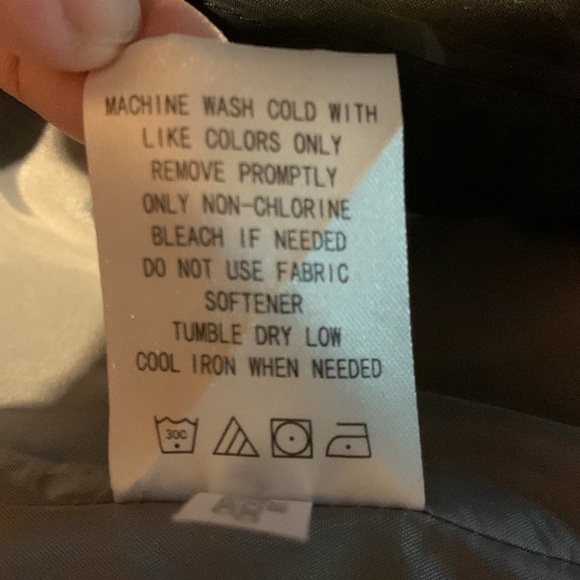 MACHINE WASH COLD WITH
LIKE COLORS ONLY
REMOVE PROMPTLY
ONLY NON-CHLORINE
BLEACH IF NEEDED
DO NOT USE FABRIC
SOFTENER
TUMBLE DRY LOW
COOL IRON WHEN NEEDED
30C